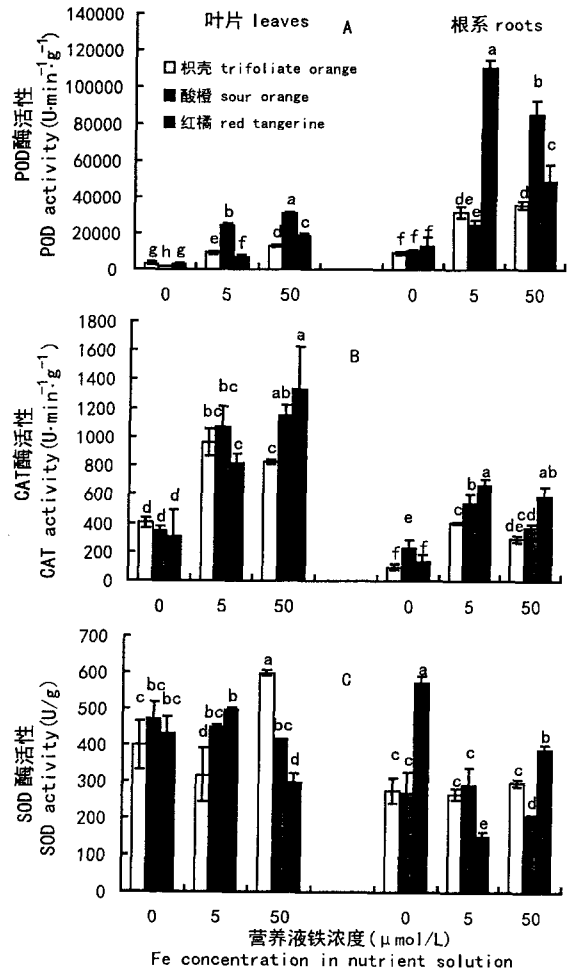 叶片 leaves
A
根系 roots
POD酶活性
POD activity(U·min⁻¹·g⁻¹)
140000
120000
100000
80000
60000
40000
20000
0
枳壳 trifoliate orange
酸橙 sour orange
红橘 red tangerine
g h g
e b f
d a c
f f f
de e a
d b c
0 5 50 0 5 50
B
CAT酶活性
CAT activity(U·min⁻¹·g⁻¹)
1800
1600
1400
1200
1000
800
600
400
200
0
d d d
bc bc c
c ab a
f e f
c b a
de cd ab
0 5 50 0 5 50
C
SOD酶活性
SOD activity(U/g)
700
600
500
400
300
200
100
0
c bc bc
d bc b
a bc d
c c a
c c e
c d b
0 5 50 0 5 50
营养液铁浓度(μmol/L)
Fe concentration in nutrient solution